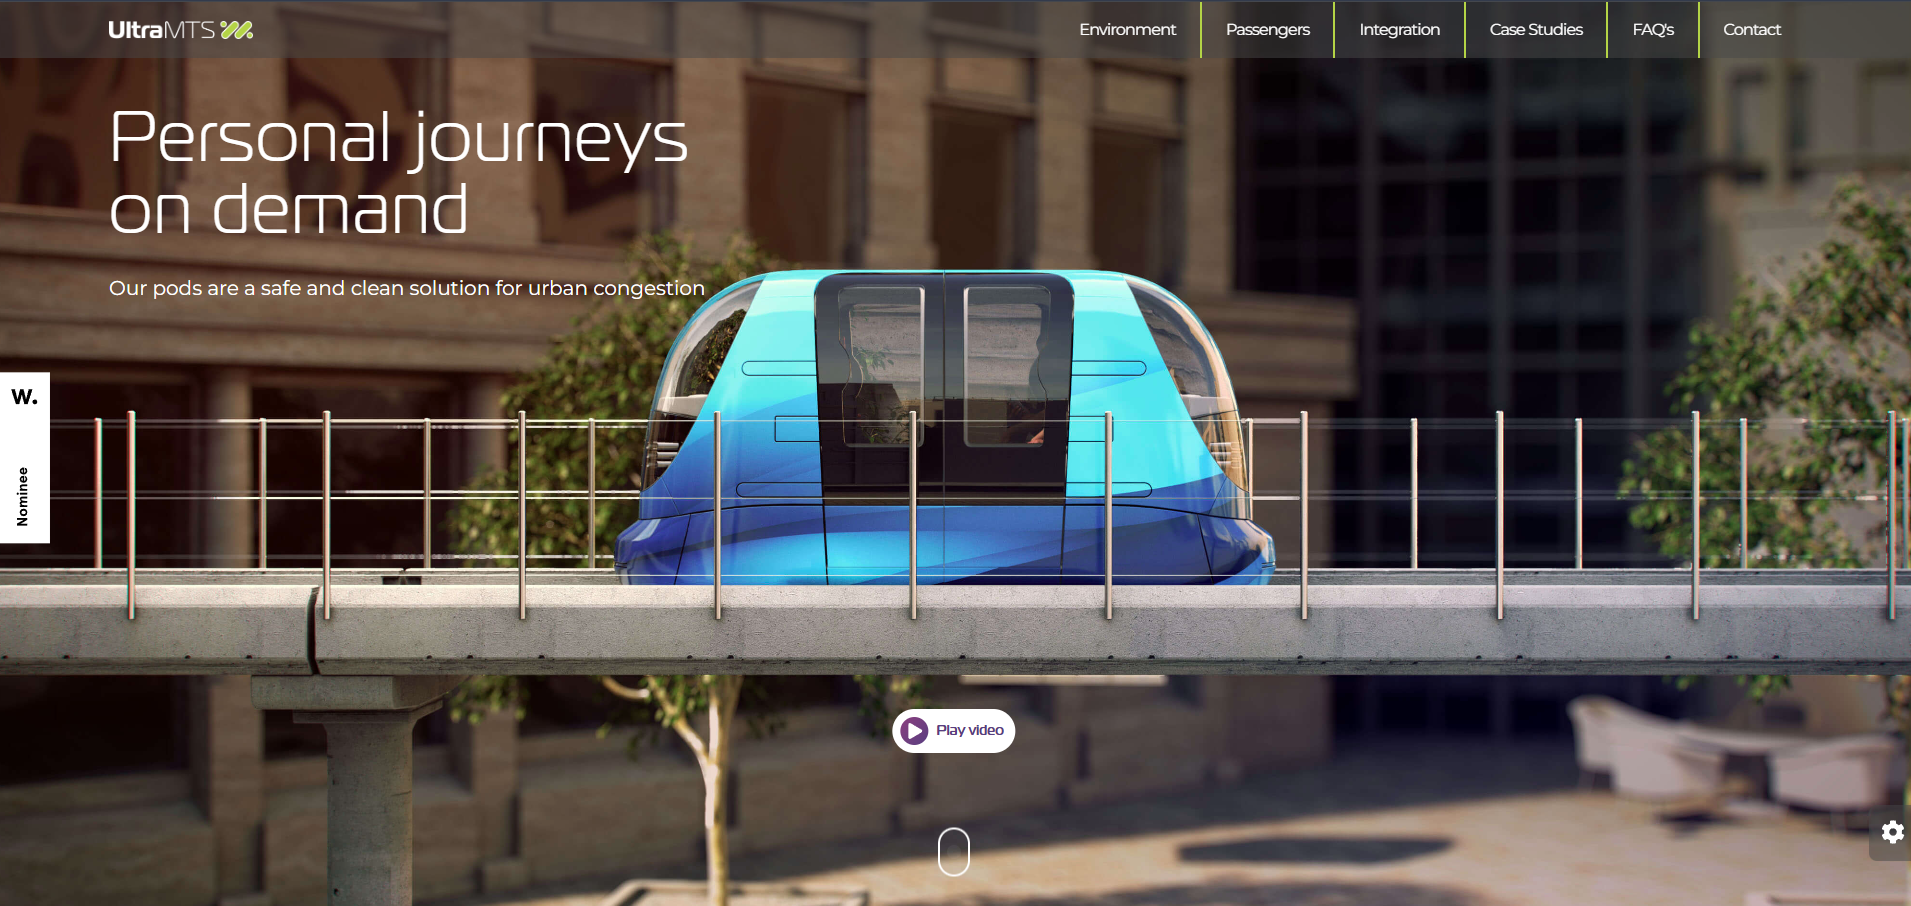 UltraMTS
Environment
Passengers
Integration
Case Studies
FAQ's
Contact
Personal journeys
on demand
Our pods are a safe and clean solution for urban congestion
W.
Nominee
Play video